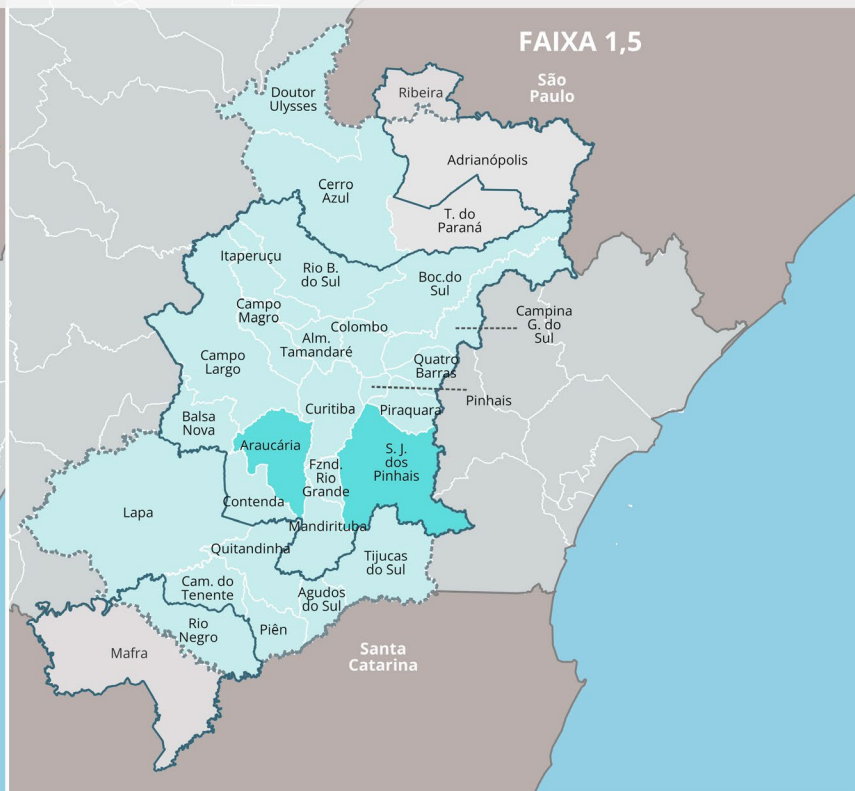 FAIXA 1,5
São
Paulo
Doutor
Ulysses
Ribeira
Adrianópolis
Cerro
Azul
T. do
Paraná
Itaperuçu
Rio B.
do Sul
Boc.do
Sul
Campo
Magro
Colombo
Campina
G. do
Sul
Alm.
Tamandaré
Campo
Largo
Quatro
Barras
Pinhais
Curitiba
Piraquara
Balsa
Nova
Araucária
S. J.
dos
Pinhais
Fznd.
Rio
Grande
Contenda
Lapa
Mandirituba
Quitandinha
Tijucas
do Sul
Cam. do
Tenente
Agudos
do Sul
Rio
Negro
Piên
Mafra
Santa
Catarina